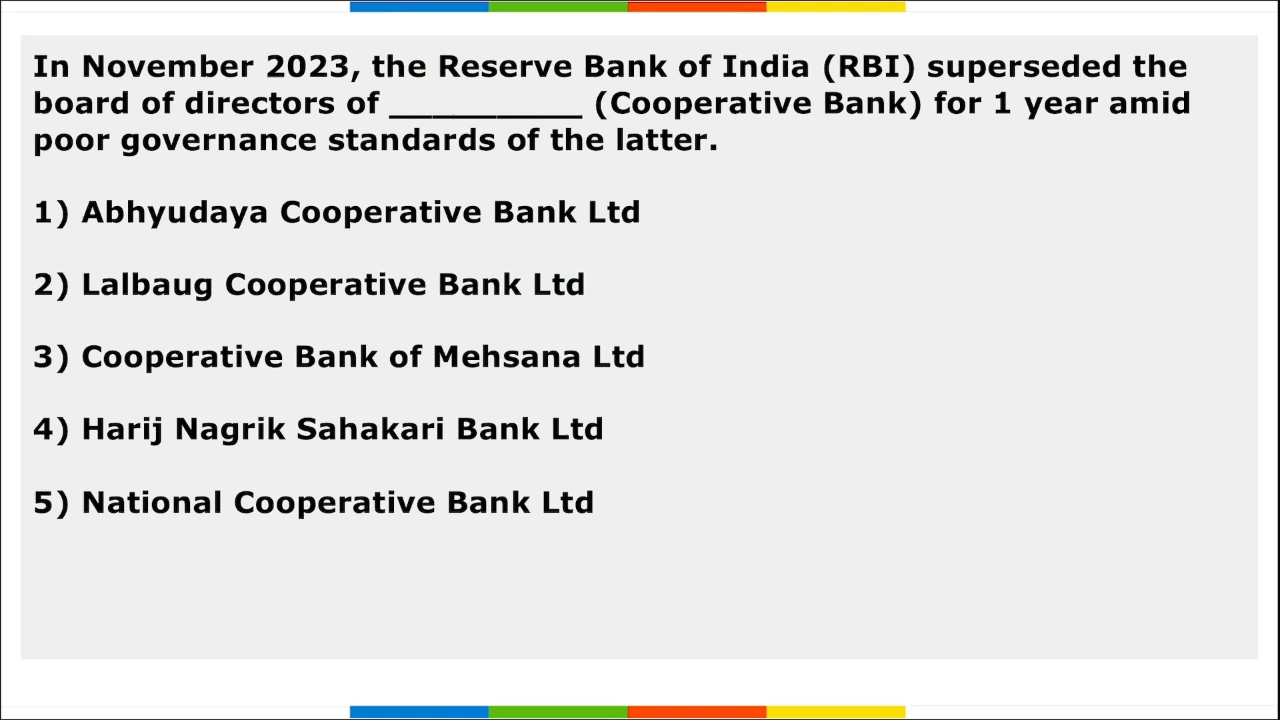 In November 2023, the Reserve Bank of India (RBI) superseded the
board of directors of __________ (Cooperative Bank) for 1 year amid
poor governance standards of the latter.
1) Abhyudaya Cooperative Bank Ltd
2) Lalbaug Cooperative Bank Ltd
3) Cooperative Bank of Mehsana Ltd
4) Harij Nagrik Sahakari Bank Ltd
5) National Cooperative Bank Ltd